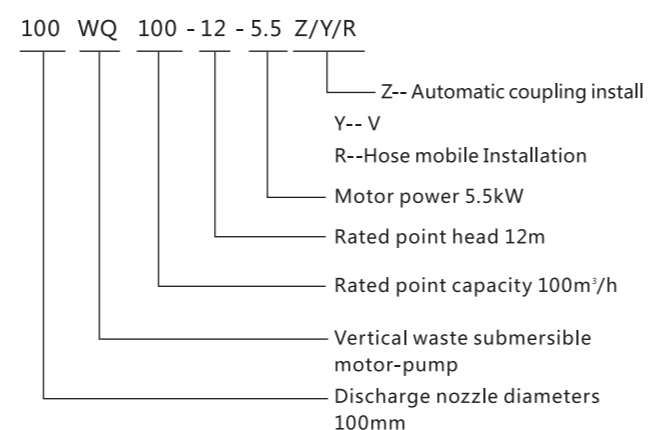 100 WQ 100 - 12 - 5.5 Z/Y/R
Z-- Automatic coupling install
Y-- V
R--Hose mobile Installation
Motor power 5.5kW
Rated point head 12m
Rated point capacity 100m³/h
Vertical waste submersible
motor-pump
Discharge nozzle diameters
100mm